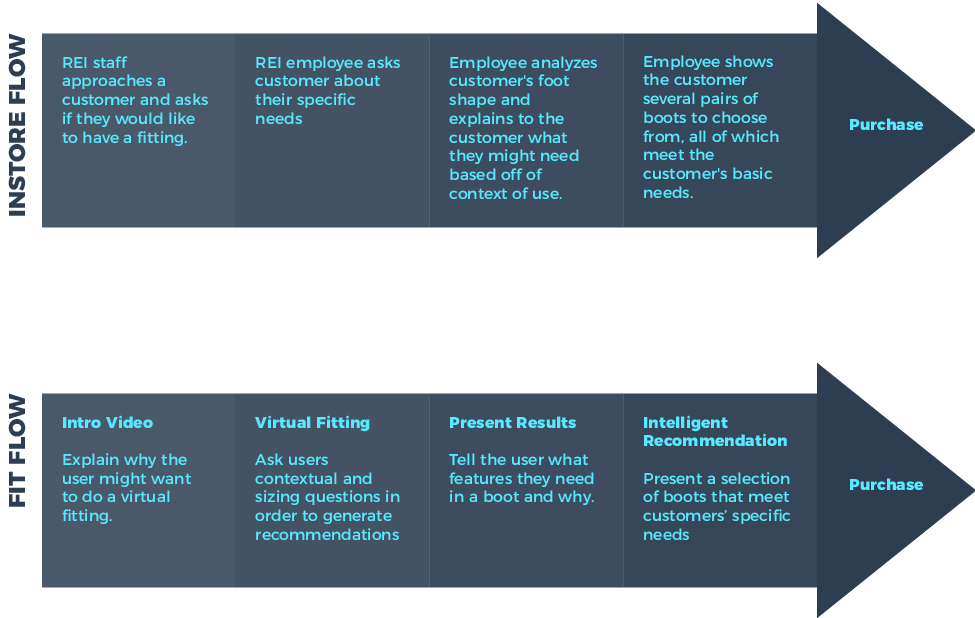 INSTORE FLOW
REI staff
approaches a
customer and asks
if they would like
to have a fitting.
REI employee asks
customer about
their specific
needs
Employee analyzes
customer's foot
shape and
explains to the
customer what
they might need
based off of
context of use.
Employee shows
the customer
several pairs of
boots to choose
from, all of which
meet the
customer's basic
needs.
Purchase
FIT FLOW
Intro Video
Explain why the
user might want
to do a virtual
fitting.
Virtual Fitting
Ask users
contextual and
sizing questions in
order to generate
recommendations
Present Results
Tell the user what
features they need
in a boot and why.
Intelligent
Recommendation
Present a selection
of boots that meet
customers’ specific
needs
Purchase